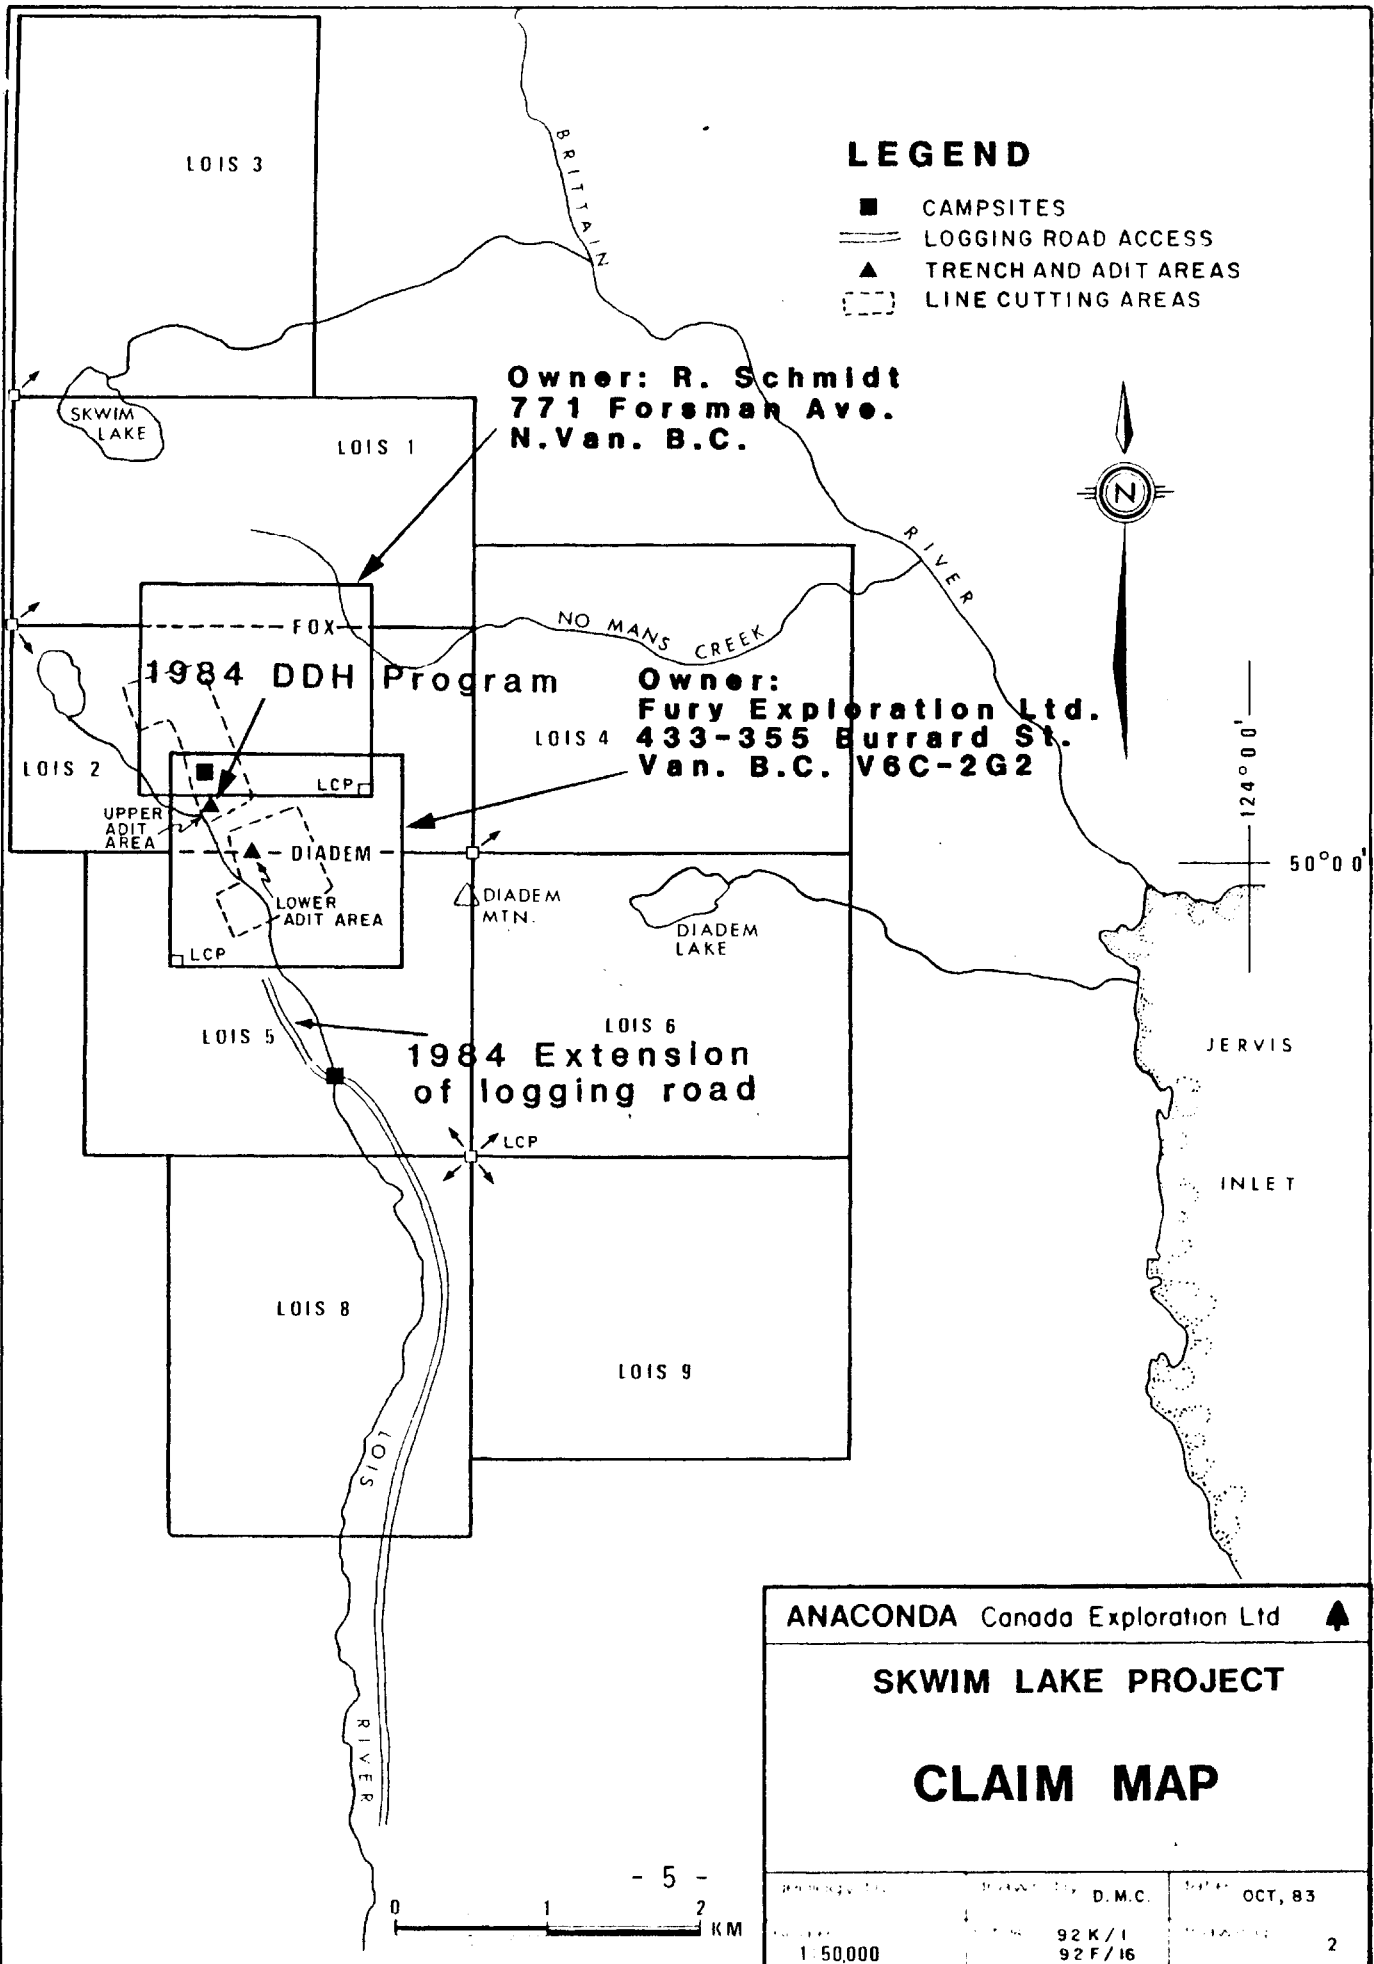 LOIS 3
BRITTAIN
LEGEND
CAMPSITES
LOGGING ROAD ACCESS
TRENCH AND ADIT AREAS
LINE CUTTING AREAS
SKWIM
LAKE
LOIS 1
Owner: R. Schmidt
771 Forsman Ave.
N.Van. B.C.
N
RIVER
FOX
NO MANS CREEK
1984 DDH Program
Owner:
Fury Exploration Ltd.
433-355 Burrard St.
Van. B.C. V6C-2G2
LOIS 4
LOIS 2
LCP
UPPER
ADIT
AREA
DIADEM
LOWER
ADIT AREA
LCP
DIADEM
MTN.
DIADEM
LAKE
124°00'
50°00'
LOIS 5
LOIS 6
1984 Extension
of logging road
JERVIS
INLET
LCP
LOIS 8
LOIS 9
LOIS
RIVER
ANACONDA Canada Exploration Ltd
SKWIM LAKE PROJECT
CLAIM MAP
D.M.C.
OCT, 83
1:50,000
92 K/1
92 F/16
2
- 5 -
0 1 2 KM